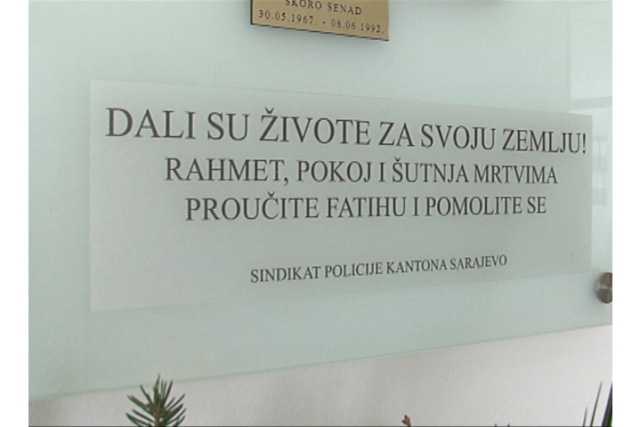 SKORO SENAD
30.05.1967. - 08.06.1992.
DALI SU ŽIVOTE ZA SVOJU ZEMLJU!
RAHMET, POKOJ I ŠUTNJA MRTVIMA
PROUČITE FATIHU I POMOLITE SE
SINDIKAT POLICIJE KANTONA SARAJEVO